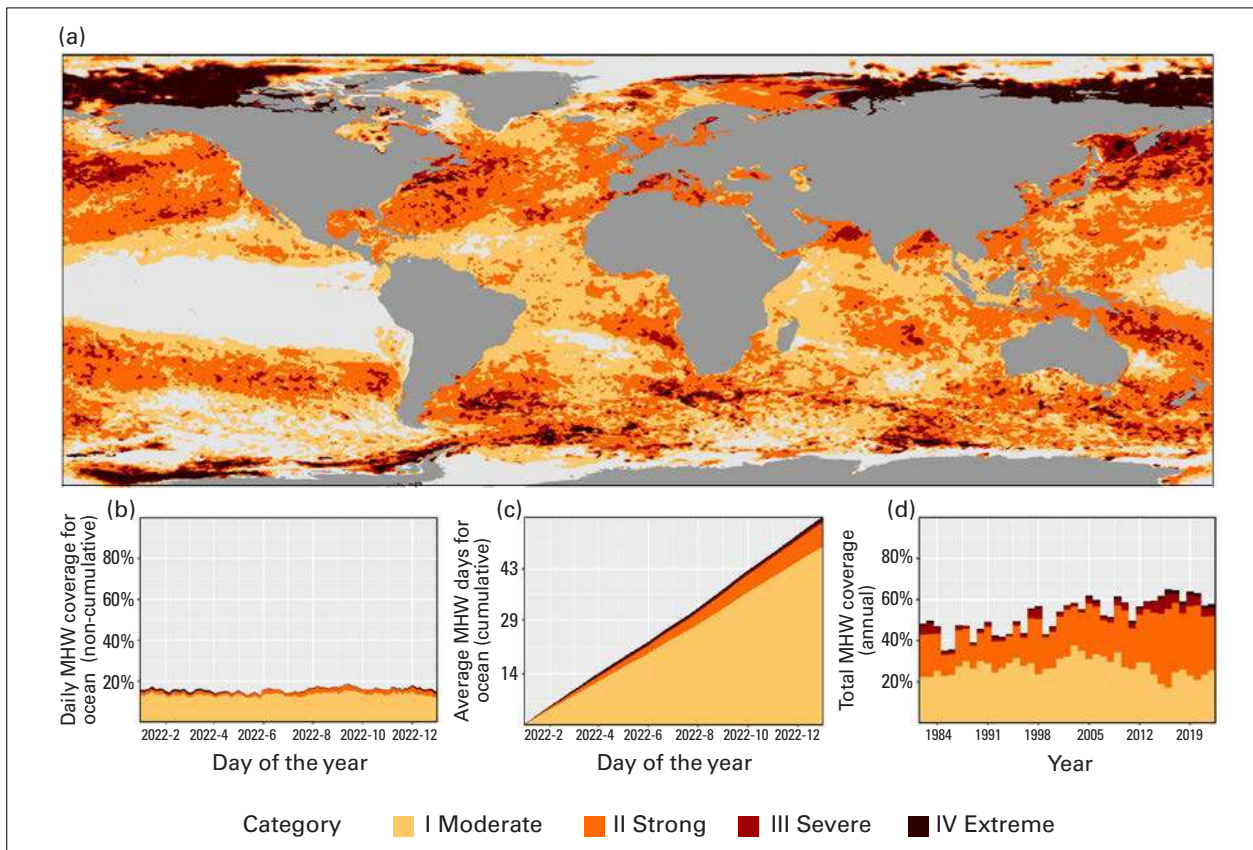 (a)
(b)
Daily MHW coverage for
ocean (non-cumulative)
80%
60%
40%
20%
2022-2 2022-4 2022-6 2022-8 2022-10 2022-12
Day of the year
(c)
Average MHW days for
ocean (cumulative)
43
29
14
2022-2 2022-4 2022-6 2022-8 2022-10 2022-12
Day of the year
(d)
Total MHW coverage
(annual)
80%
60%
40%
20%
1984 1991 1998 2005 2012 2019
Year
Category I Moderate II Strong III Severe IV Extreme